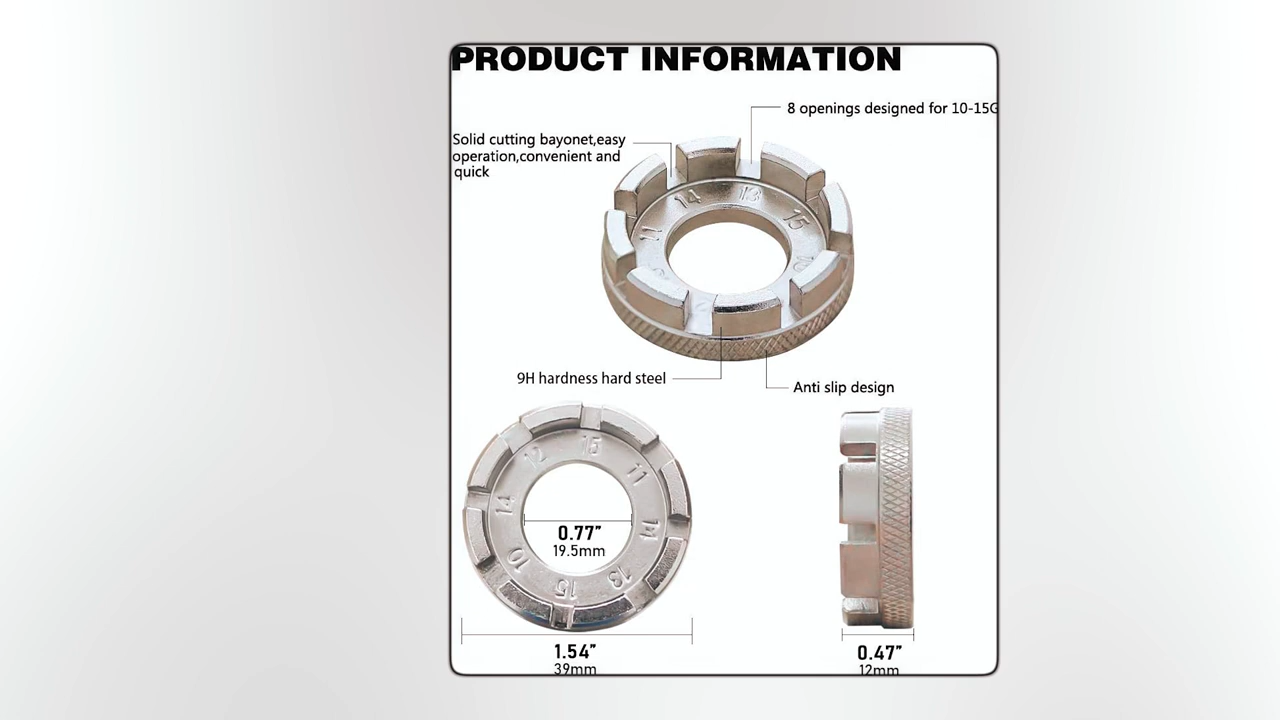 PRODUCT INFORMATION
8 openings designed for 10-15G
Solid cutting bayonet,easy
operation,convenient and
quick
14
13
15
11
9H hardness hard steel
Anti slip design
12
15
11
14
14
10
15
13
0.77”
19.5mm
1.54”
39mm
0.47”
12mm